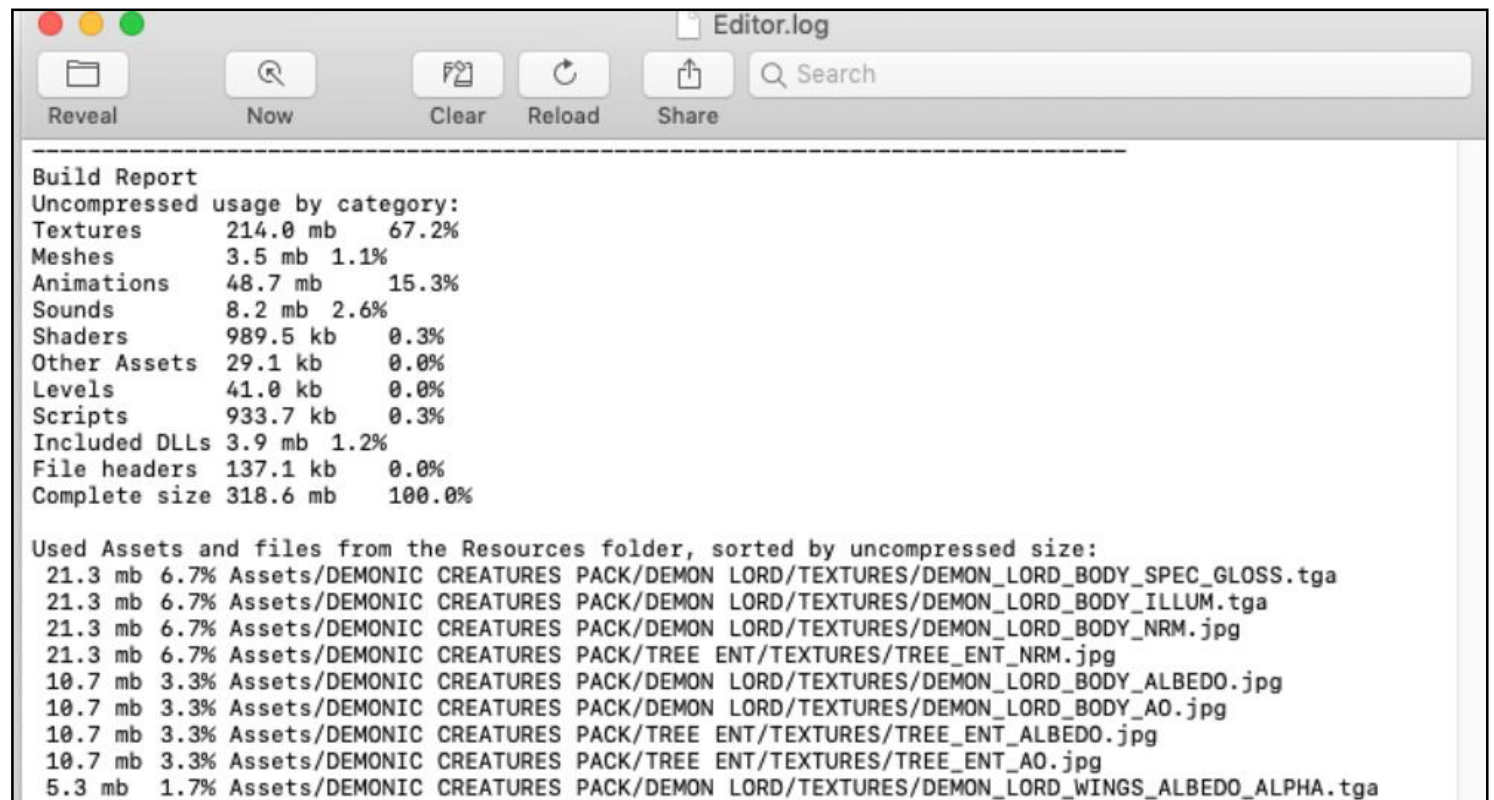 Editor.log
Search
Reveal Now Clear Reload Share
--------------------------------------------------------------------------------
Build Report
Uncompressed usage by category:
Textures 214.0 mb 67.2%
Meshes 3.5 mb 1.1%
Animations 48.7 mb 15.3%
Sounds 8.2 mb 2.6%
Shaders 989.5 kb 0.3%
Other Assets 29.1 kb 0.0%
Levels 41.0 kb 0.0%
Scripts 933.7 kb 0.3%
Included DLLs 3.9 mb 1.2%
File headers 137.1 kb 0.0%
Complete size 318.6 mb 100.0%
Used Assets and files from the Resources folder, sorted by uncompressed size:
21.3 mb 6.7% Assets/DEMONIC CREATURES PACK/DEMON LORD/TEXTURES/DEMON_LORD_BODY_SPEC_GLOSS.tga
21.3 mb 6.7% Assets/DEMONIC CREATURES PACK/DEMON LORD/TEXTURES/DEMON_LORD_BODY_ILLUM.tga
21.3 mb 6.7% Assets/DEMONIC CREATURES PACK/DEMON LORD/TEXTURES/DEMON_LORD_BODY_NRM.jpg
21.3 mb 6.7% Assets/DEMONIC CREATURES PACK/TREE ENT/TEXTURES/TREE_ENT_NRM.jpg
10.7 mb 3.3% Assets/DEMONIC CREATURES PACK/DEMON LORD/TEXTURES/DEMON_LORD_BODY_ALBEDO.jpg
10.7 mb 3.3% Assets/DEMONIC CREATURES PACK/DEMON LORD/TEXTURES/DEMON_LORD_BODY_AO.jpg
10.7 mb 3.3% Assets/DEMONIC CREATURES PACK/TREE ENT/TEXTURES/TREE_ENT_ALBEDO.jpg
10.7 mb 3.3% Assets/DEMONIC CREATURES PACK/TREE ENT/TEXTURES/TREE_ENT_AO.jpg
5.3 mb 1.7% Assets/DEMONIC CREATURES PACK/DEMON LORD/TEXTURES/DEMON_LORD_WINGS_ALBEDO_ALPHA.tga